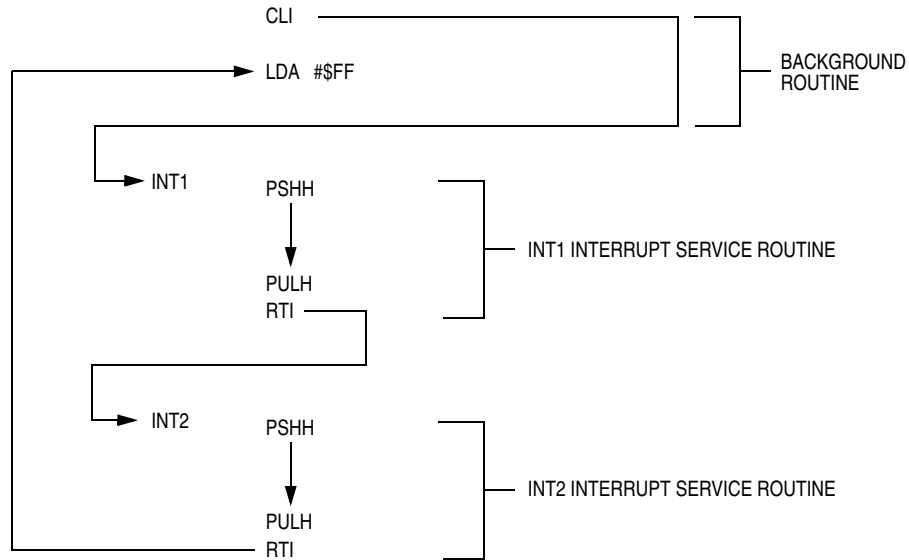 CLI
LDA #$FF
BACKGROUND
ROUTINE
INT1
PSHH
INT1 INTERRUPT SERVICE ROUTINE
PULH
RTI
INT2
PSHH
INT2 INTERRUPT SERVICE ROUTINE
PULH
RTI